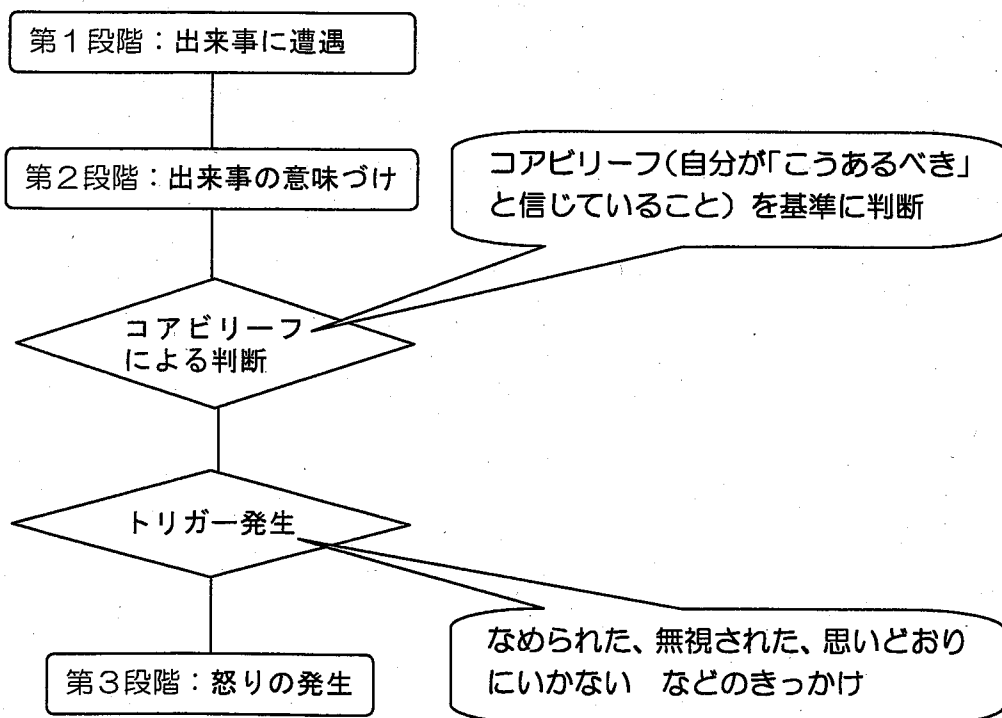 第1段階：出来事に遭遇
第2段階：出来事の意味づけ
コアビリーフ（自分が「こうあるべき」
と信じていること）を基準に判断
コアビリーフ
による判断
トリガー発生
なめられた、無視された、思いどおり
にいかない　などのきっかけ
第3段階：怒りの発生